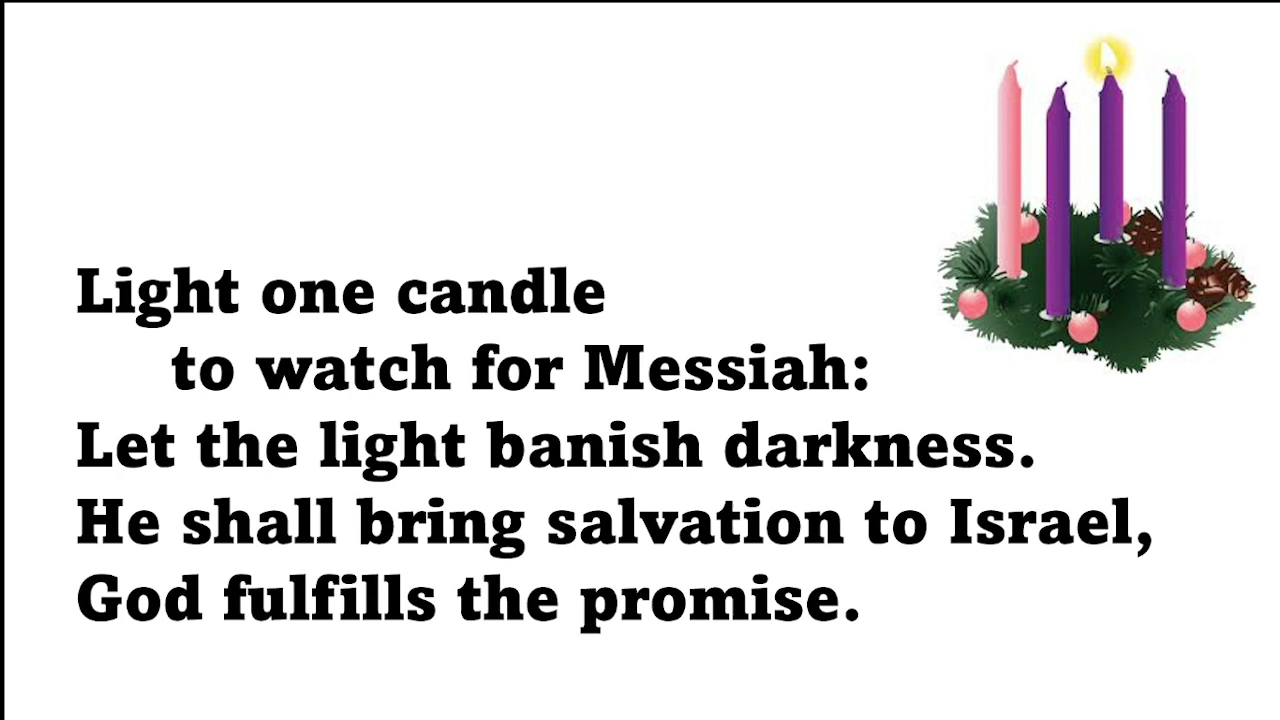 Light one candle
to watch for Messiah:
Let the light banish darkness.
He shall bring salvation to Israel,
God fulfills the promise.